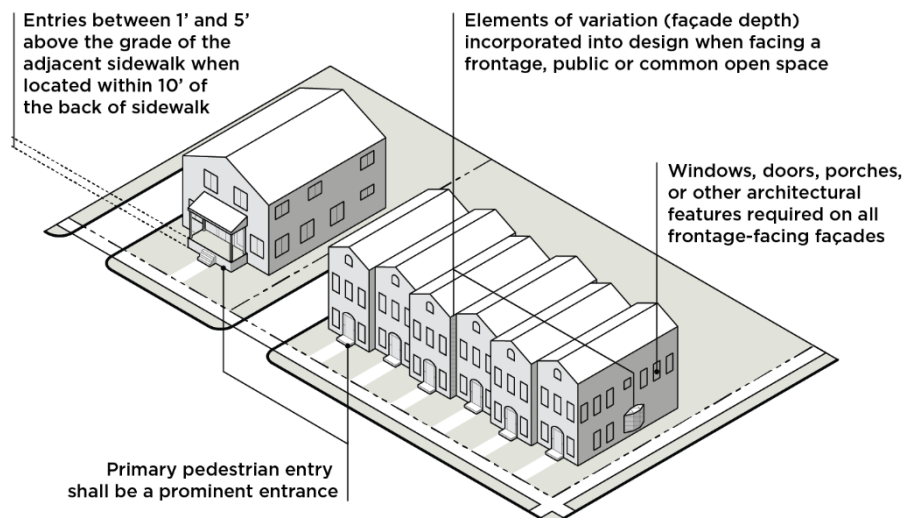 Entries between 1’ and 5’
above the grade of the
adjacent sidewalk when
located within 10’ of
the back of sidewalk
Elements of variation (façade depth)
incorporated into design when facing a
frontage, public or common open space
Windows, doors, porches,
or other architectural
features required on all
frontage-facing façades
Primary pedestrian entry
shall be a prominent entrance